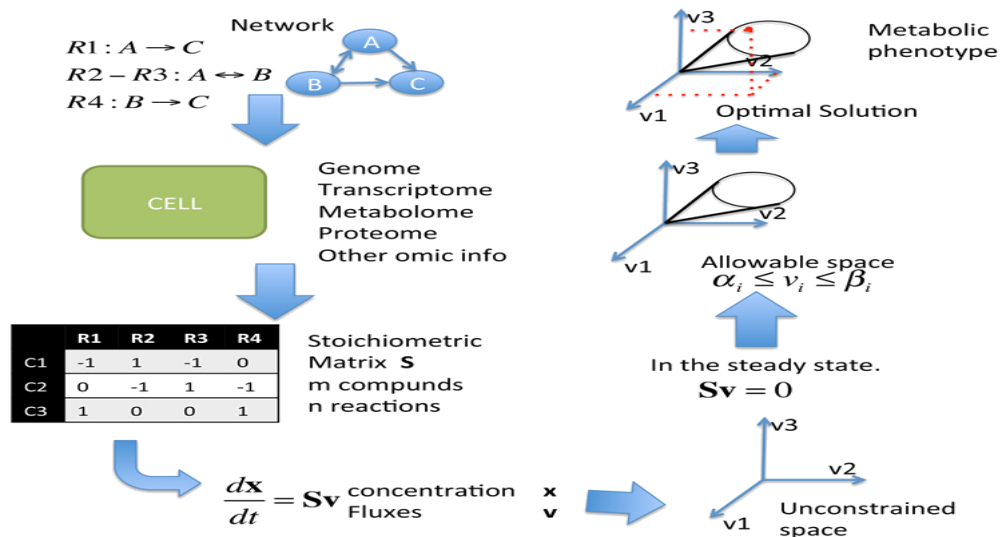 Network
R1 : A → C
R2 – R3 : A ↔ B
R4 : B → C
A
B
C
CELL
Genome
Transcriptome
Metabolome
Proteome
Other omic info
R1 R2 R3 R4
C1 -1 1 -1 0
C2 0 -1 1 -1
C3 1 0 0 1
Stoichiometric
Matrix S
m compunds
n reactions
dx/dt = Sv
concentration x
Fluxes v
v3
v2
v1
Unconstrained
space
In the steady state.
Sv = 0
v3
v2
v1
Allowable space
αi ≤ vi ≤ βi
v3
v2
v1
Optimal Solution
Metabolic
phenotype